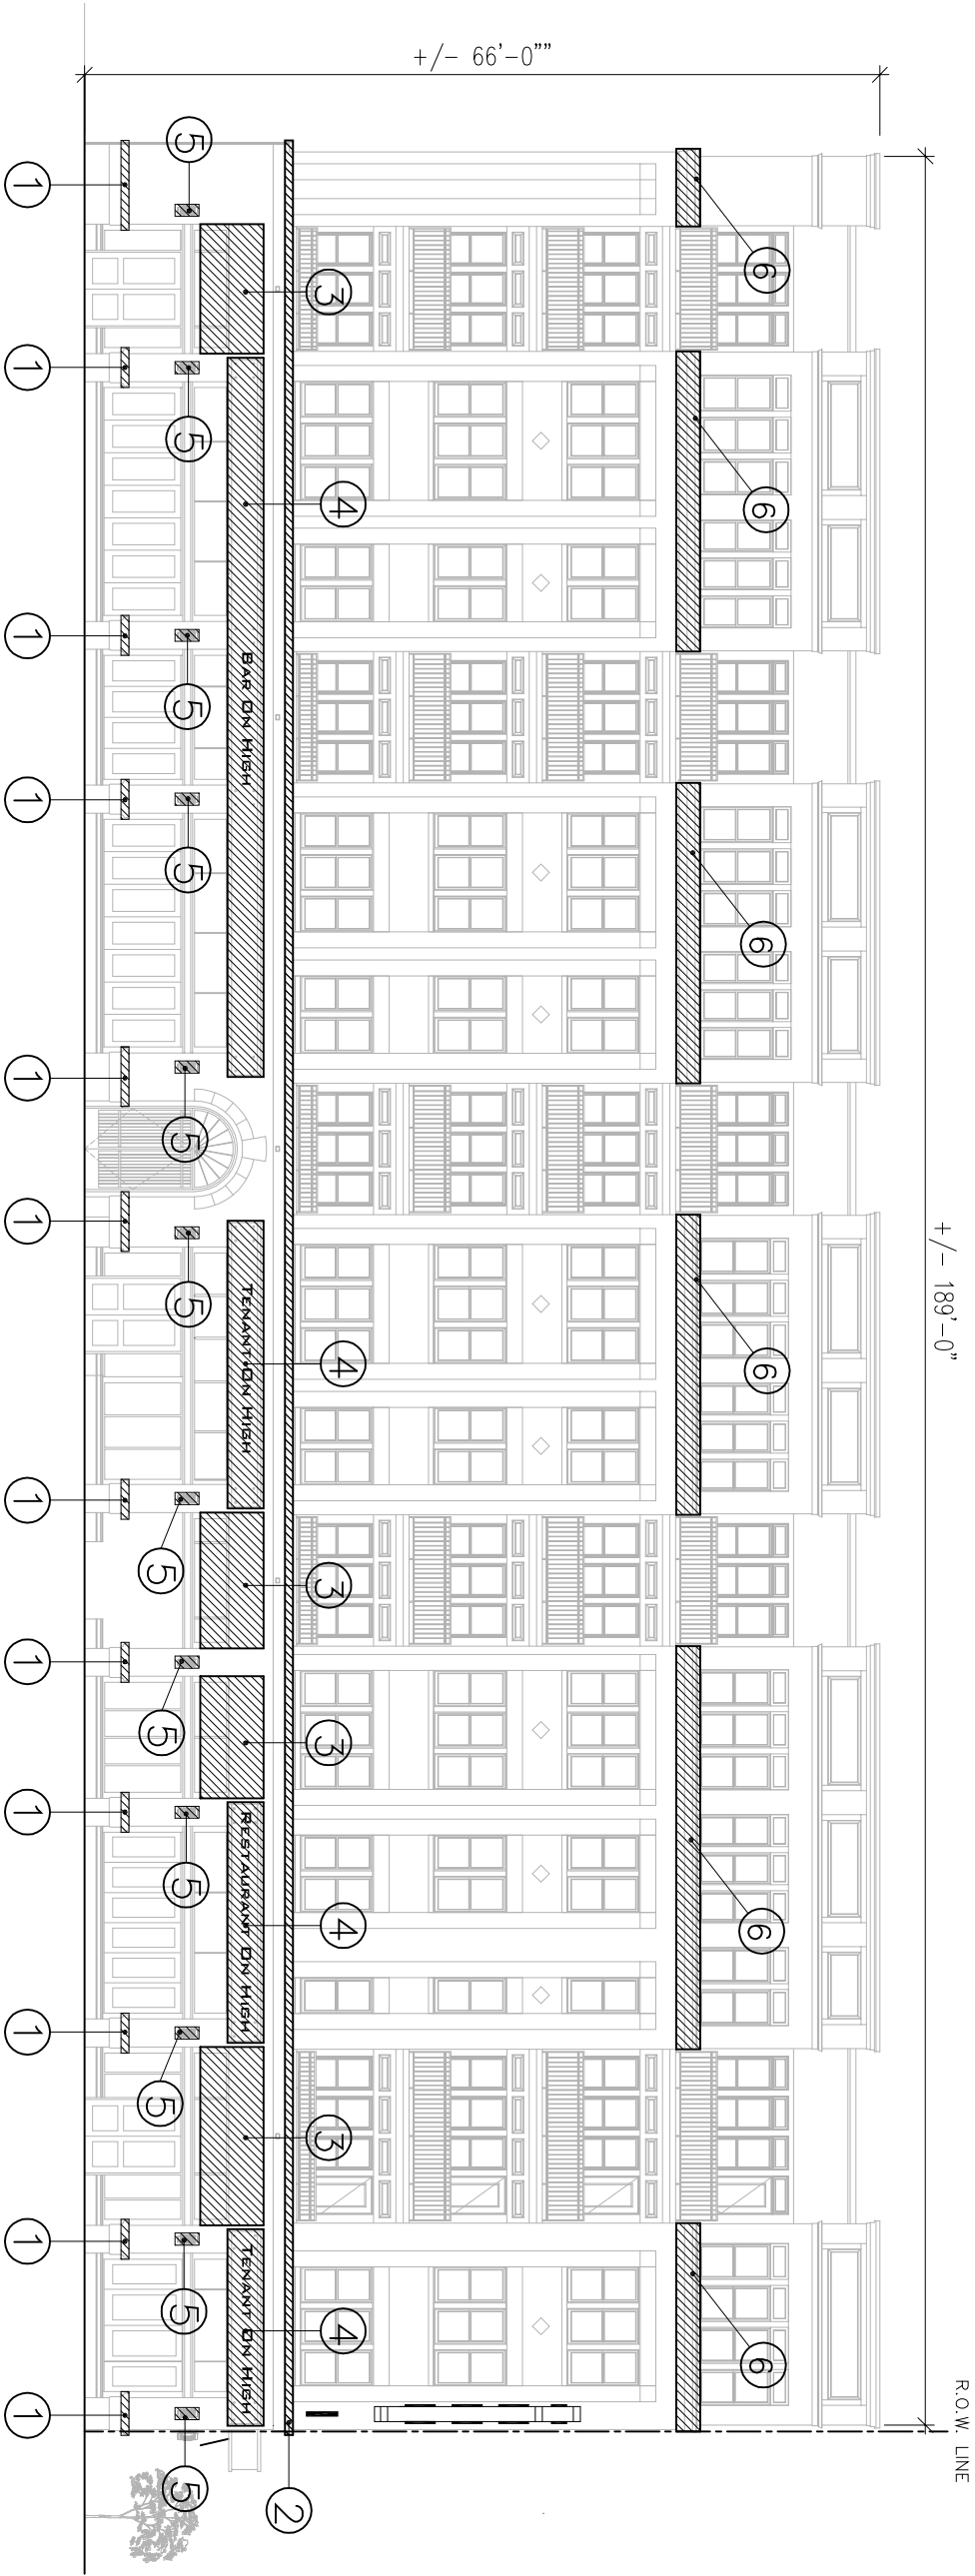 R.O.W. LINE
+/- 189'-0"
+/- 66'-0""
6 6 6 6 6 6
3 4 4 3 3 4 3 4
2
BAR ON HIGH
TENANT ON HIGH
RESTAURANT ON HIGH
TENANT ON HIGH
5 5 5 5 5 5 5 5 5 5 5 5
1 1 1 1 1 1 1 1 1 1 1 1